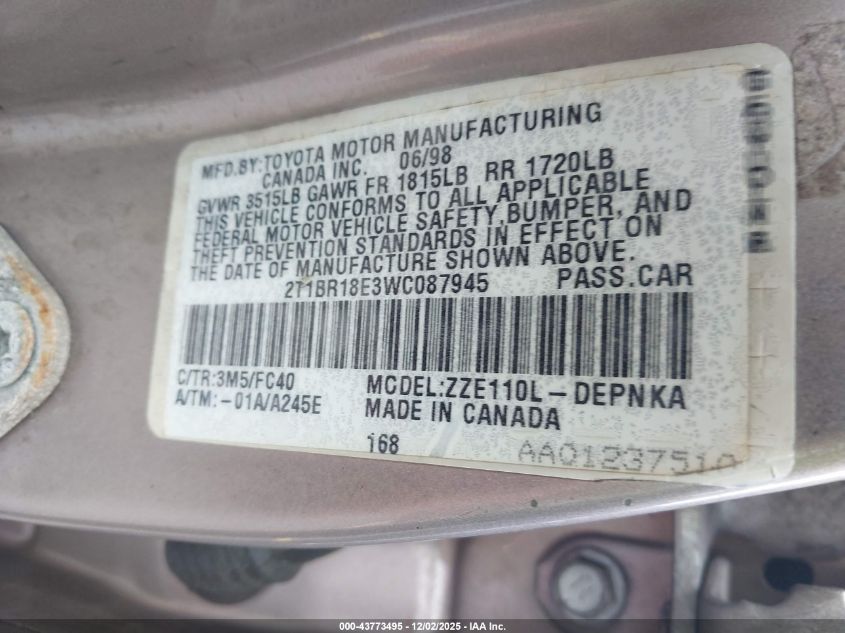 MFD.BY:TOYOTA MOTOR MANUFACTURING
CANADA INC. 06/98
GVWR 3515LB GAWR FR 1815LB RR 1720LB
THIS VEHICLE CONFORMS TO ALL APPLICABLE
FEDERAL MOTOR VEHICLE SAFETY,BUMPER, AND
THEFT PREVENTION STANDARDS IN EFFECT ON
THE DATE OF MANUFACTURE SHOWN ABOVE.
2T1BR18E3WC087945 PASS.CAR
C/TR:3M5/FC40 MODEL:ZZE110L-DEPNKA
A/TM:-01A/A245E MADE IN CANADA
168 AA0123751
000-43773495 - 12/02/2025 - IAA Inc.